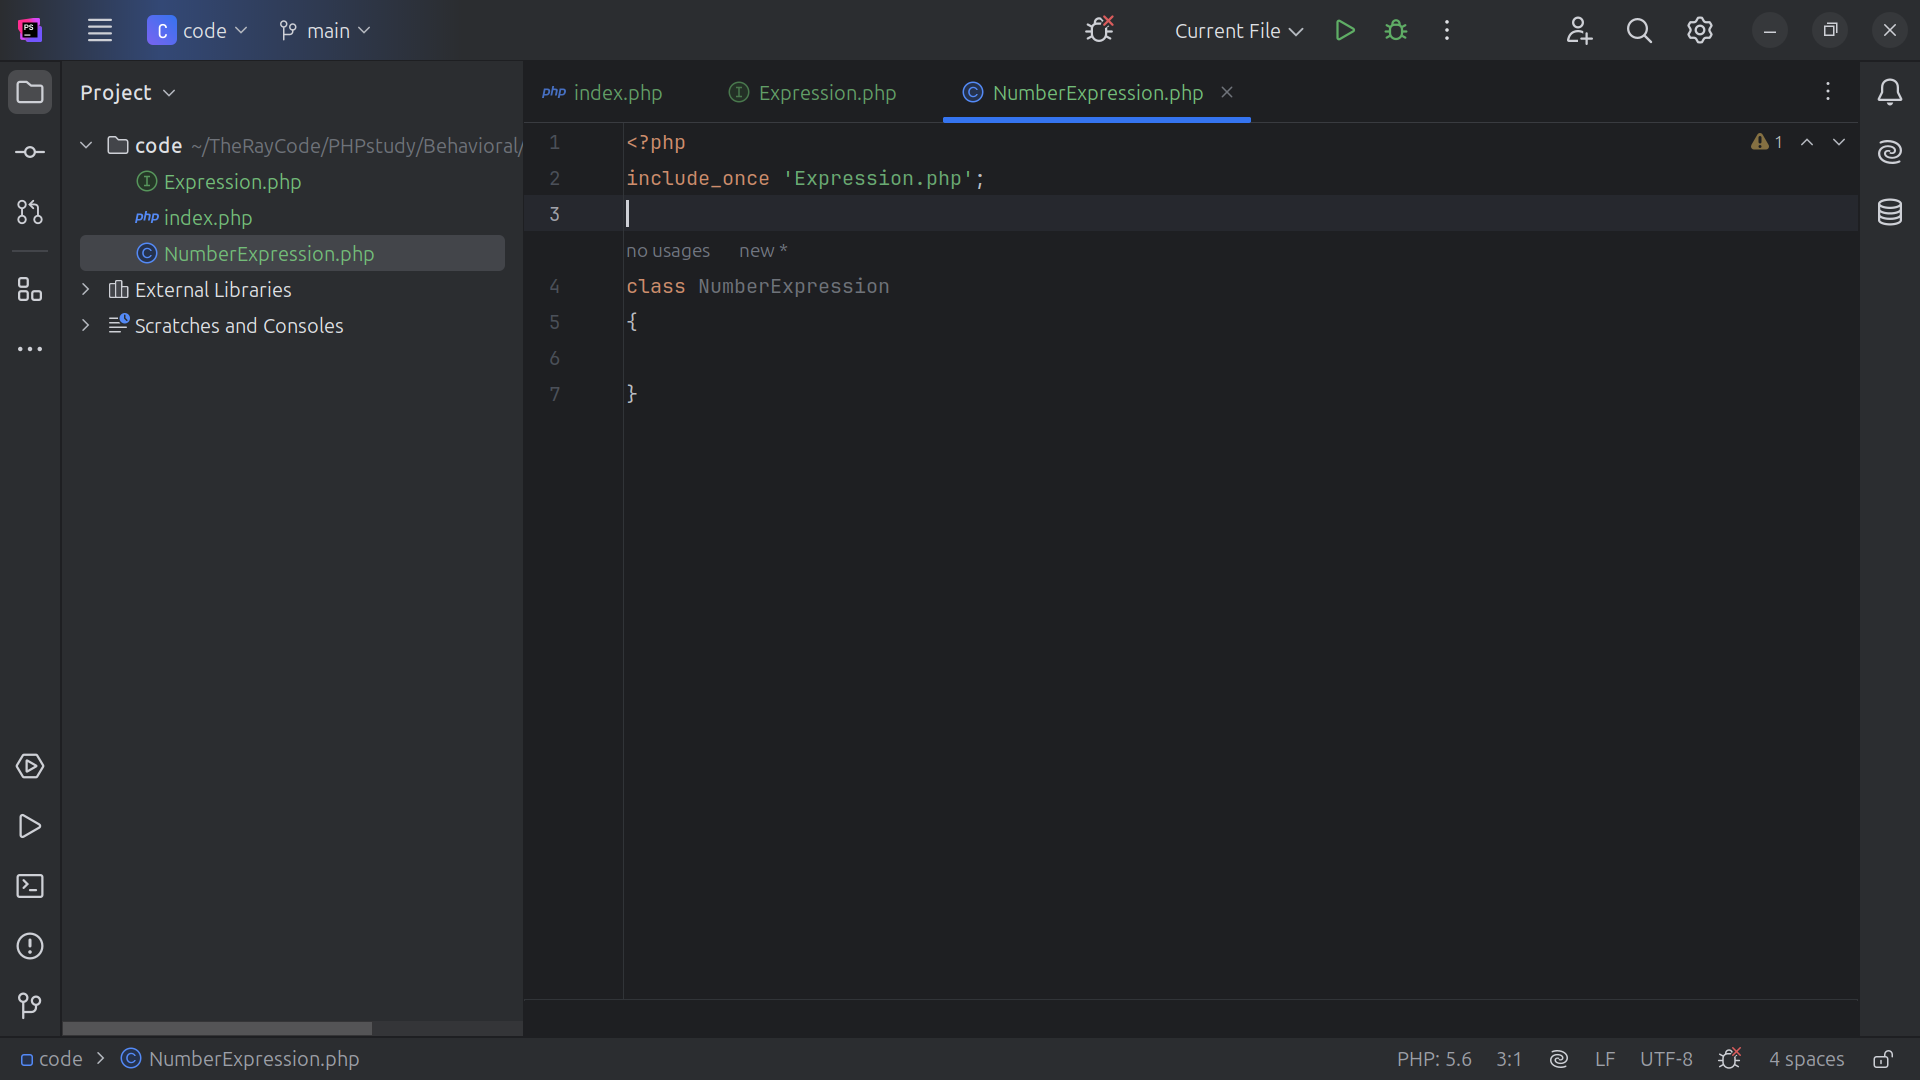 PS
C code main Current File
Project
code ~/TheRayCode/PHPstudy/Behavioral/
Expression.php
php index.php
NumberExpression.php
External Libraries
Scratches and Consoles
php index.php
Expression.php
NumberExpression.php
1 <?php
2 include_once 'Expression.php';
3
no usages new *
4 class NumberExpression
5 {
6
7 }
1
code > NumberExpression.php
PHP: 5.6 3:1 LF UTF-8 4 spaces